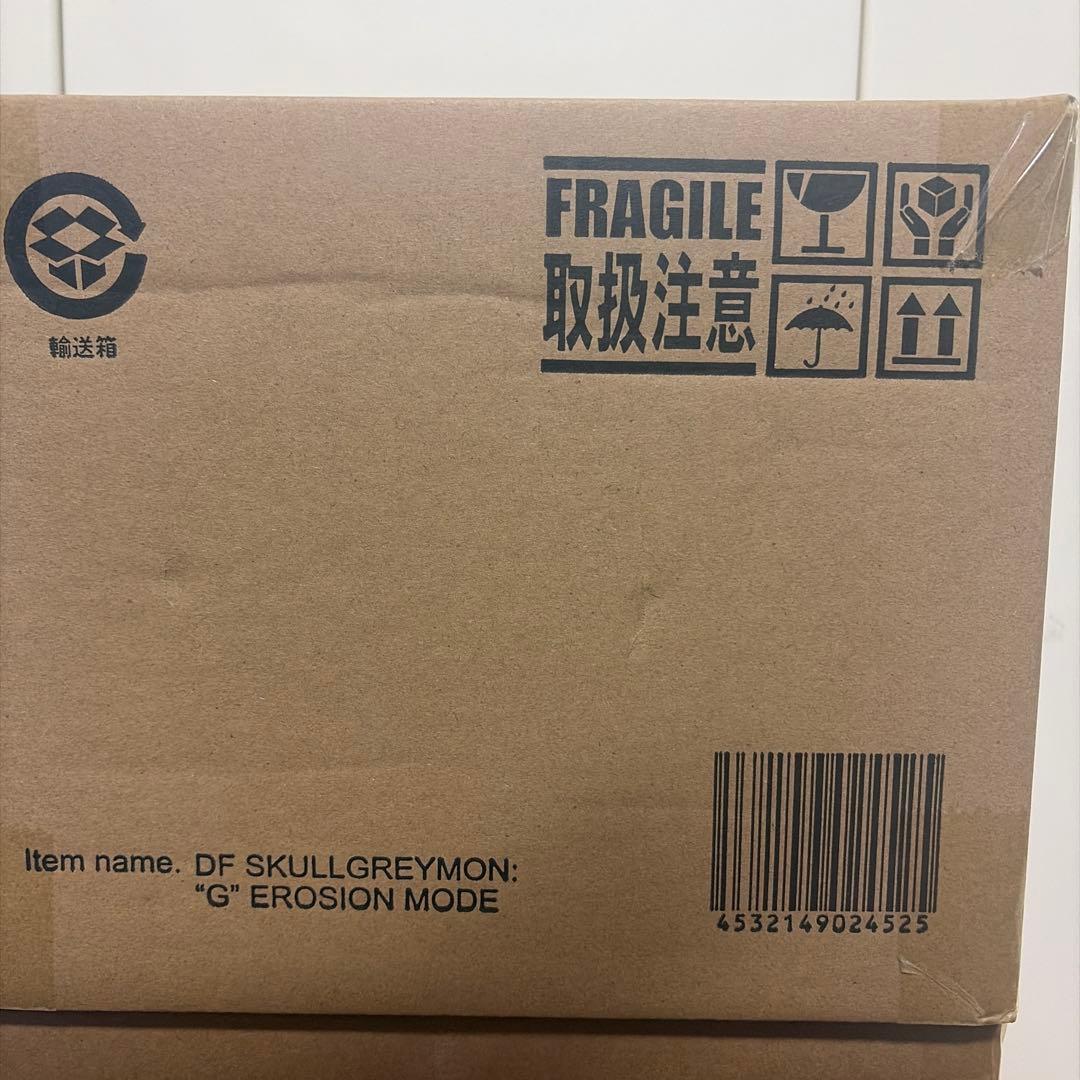 FRAGILE
取扱注意
輸送箱
Item name. DF SKULLGREYMON:
“G” EROSION MODE
4532149024525